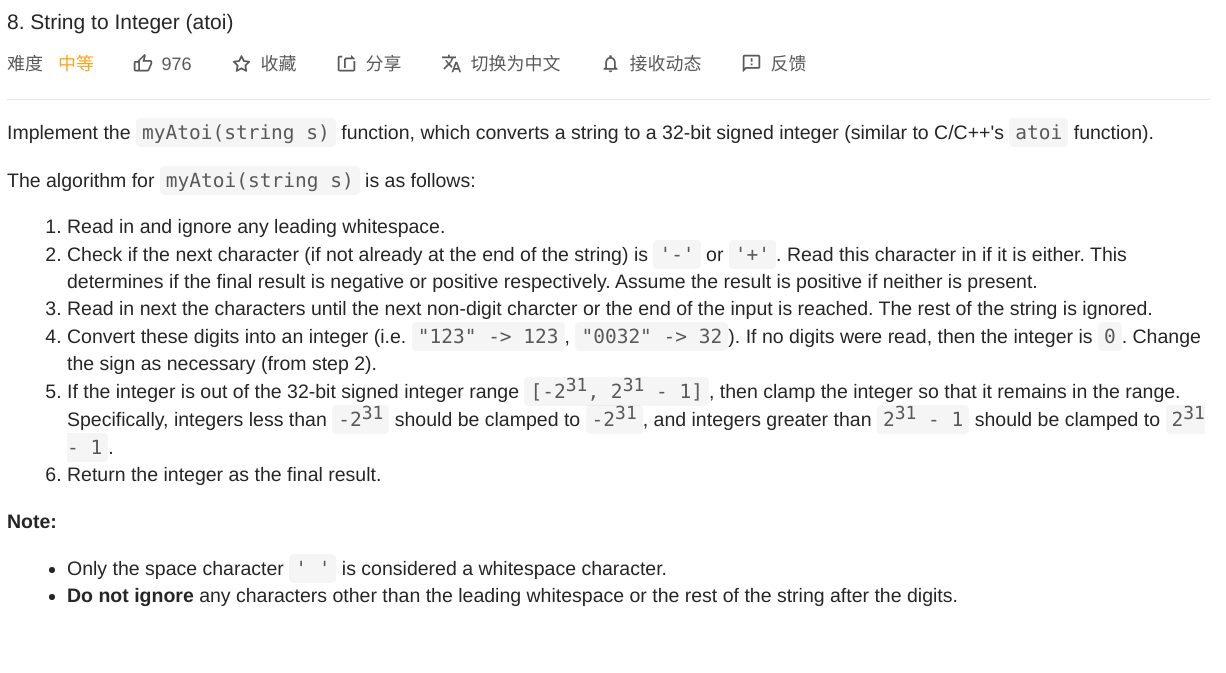 8. String to Integer (atoi)
难度 中等 976 收藏 分享 切换为中文 接收动态 反馈
Implement the myAtoi(string s) function, which converts a string to a 32-bit signed integer (similar to C/C++'s atoi function).
The algorithm for myAtoi(string s) is as follows:
1. Read in and ignore any leading whitespace.
2. Check if the next character (if not already at the end of the string) is '-' or '+'. Read this character in if it is either. This
determines if the final result is negative or positive respectively. Assume the result is positive if neither is present.
3. Read in next the characters until the next non-digit charcter or the end of the input is reached. The rest of the string is ignored.
4. Convert these digits into an integer (i.e. "123" -> 123, "0032" -> 32). If no digits were read, then the integer is 0. Change
the sign as necessary (from step 2).
5. If the integer is out of the 32-bit signed integer range [-2³¹, 2³¹ - 1], then clamp the integer so that it remains in the range.
Specifically, integers less than -2³¹ should be clamped to -2³¹, and integers greater than 2³¹ - 1 should be clamped to 2³¹
- 1.
6. Return the integer as the final result.
Note:
• Only the space character ' ' is considered a whitespace character.
• Do not ignore any characters other than the leading whitespace or the rest of the string after the digits.